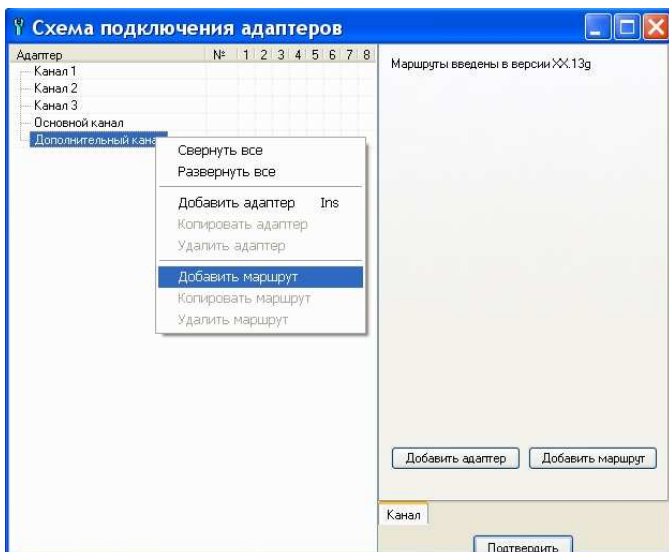 Схема подключения адаптеров
Адаптер № 1 2 3 4 5 6 7 8
Канал 1
Канал 2
Канал 3
Основной канал
Дополнительный кана
Свернуть все
Развернуть все
Добавить адаптер Ins
Копировать адаптер
Удалить адаптер
Добавить маршрут
Копировать маршрут
Удалить маршрут
Маршруты введены в версии XX.13g
Добавить адаптер Добавить маршрут
Канал
Подтвердить